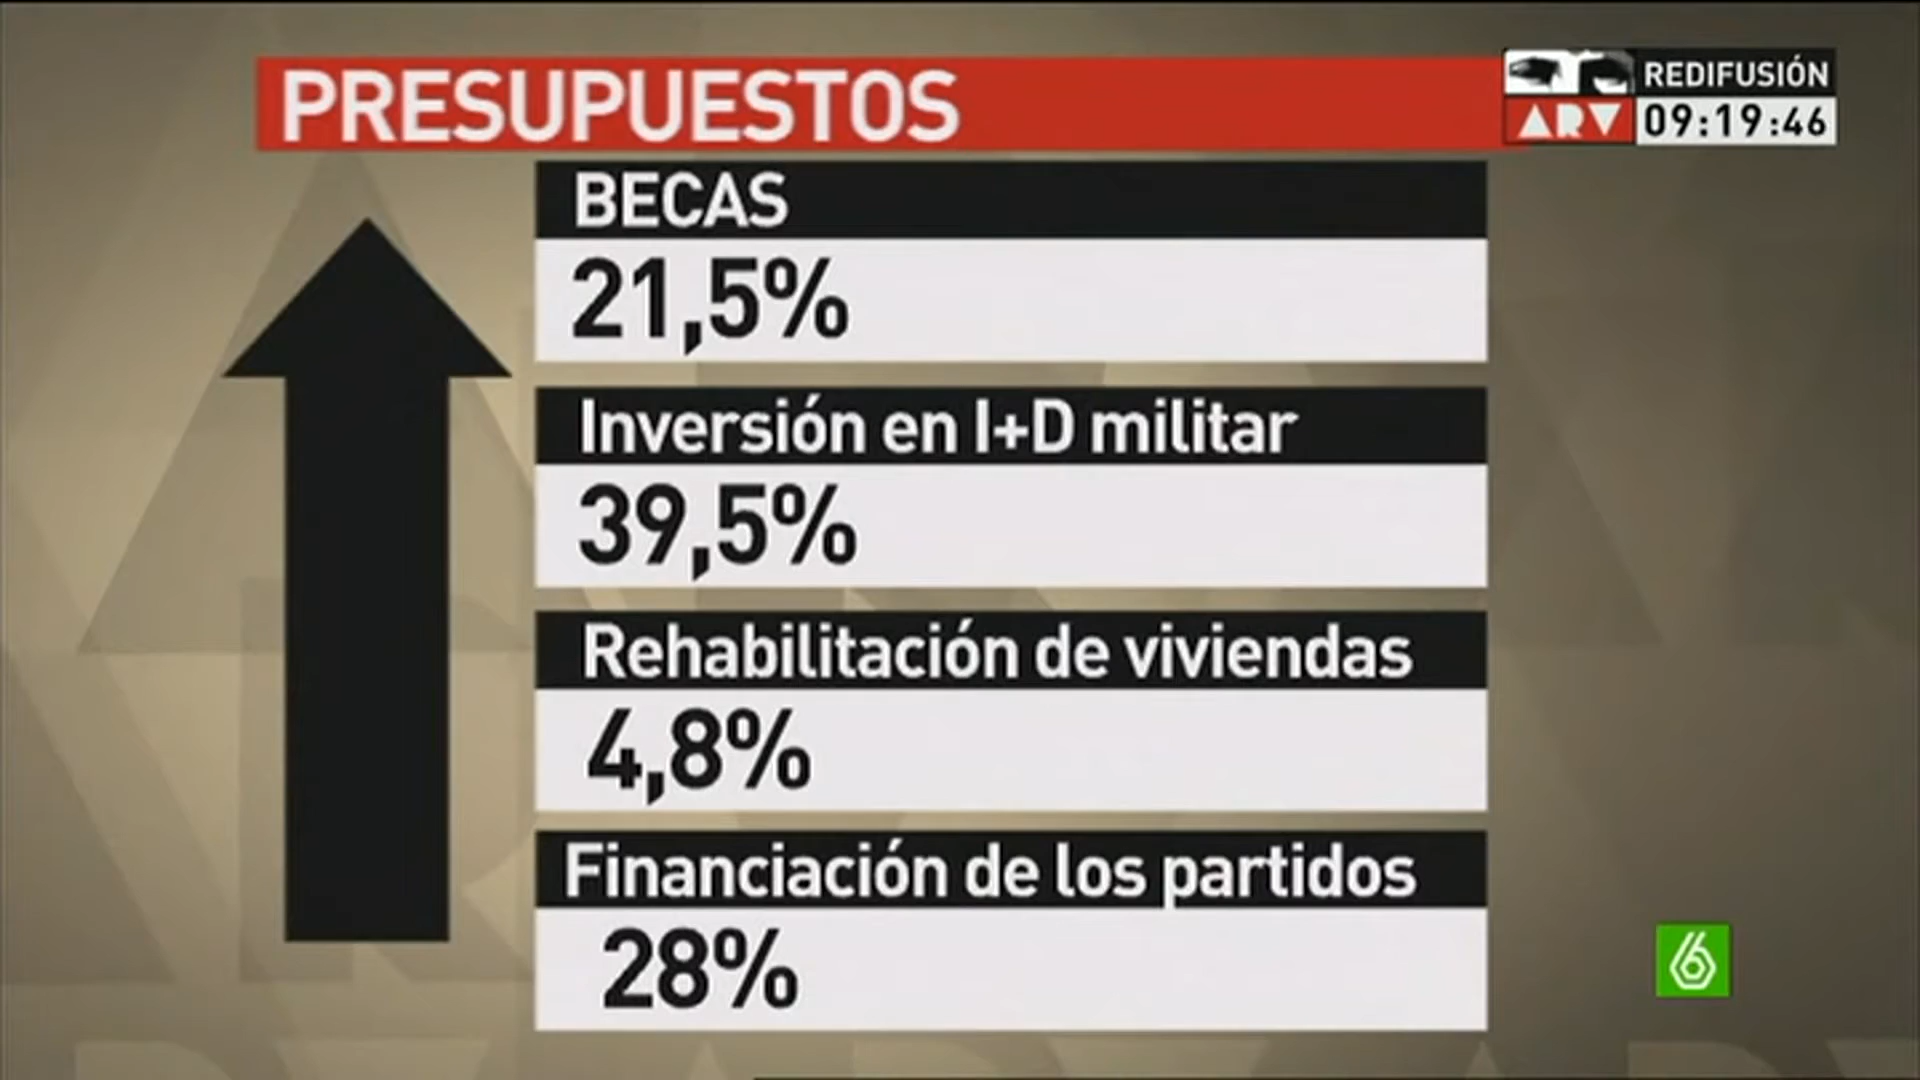 PRESUPUESTOS
REDIFUSIÓN
ARV
09:19:46
BECAS
21,5%
Inversión en I+D militar
39,5%
Rehabilitación de viviendas
4,8%
Financiación de los partidos
28%
6